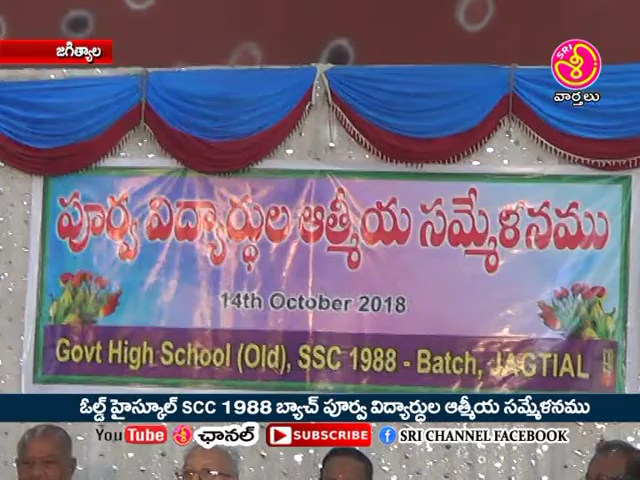 జగిత్యాల
SRI
శ్రీ
వార్తలు
పూర్వ విద్యార్థుల ఆత్మీయ సమ్మేళనము
14th October 2018
Govt High School (Old), SSC 1988 - Batch, JAGTIAL
ఓల్డ్ హైస్కూల్ SCC 1988 బ్యాచ్ పూర్వ విద్యార్థుల ఆత్మీయ సమ్మేళనము
YouTube శ్రీ ఛానల్ SUBSCRIBE f SRI CHANNEL FACEBOOK